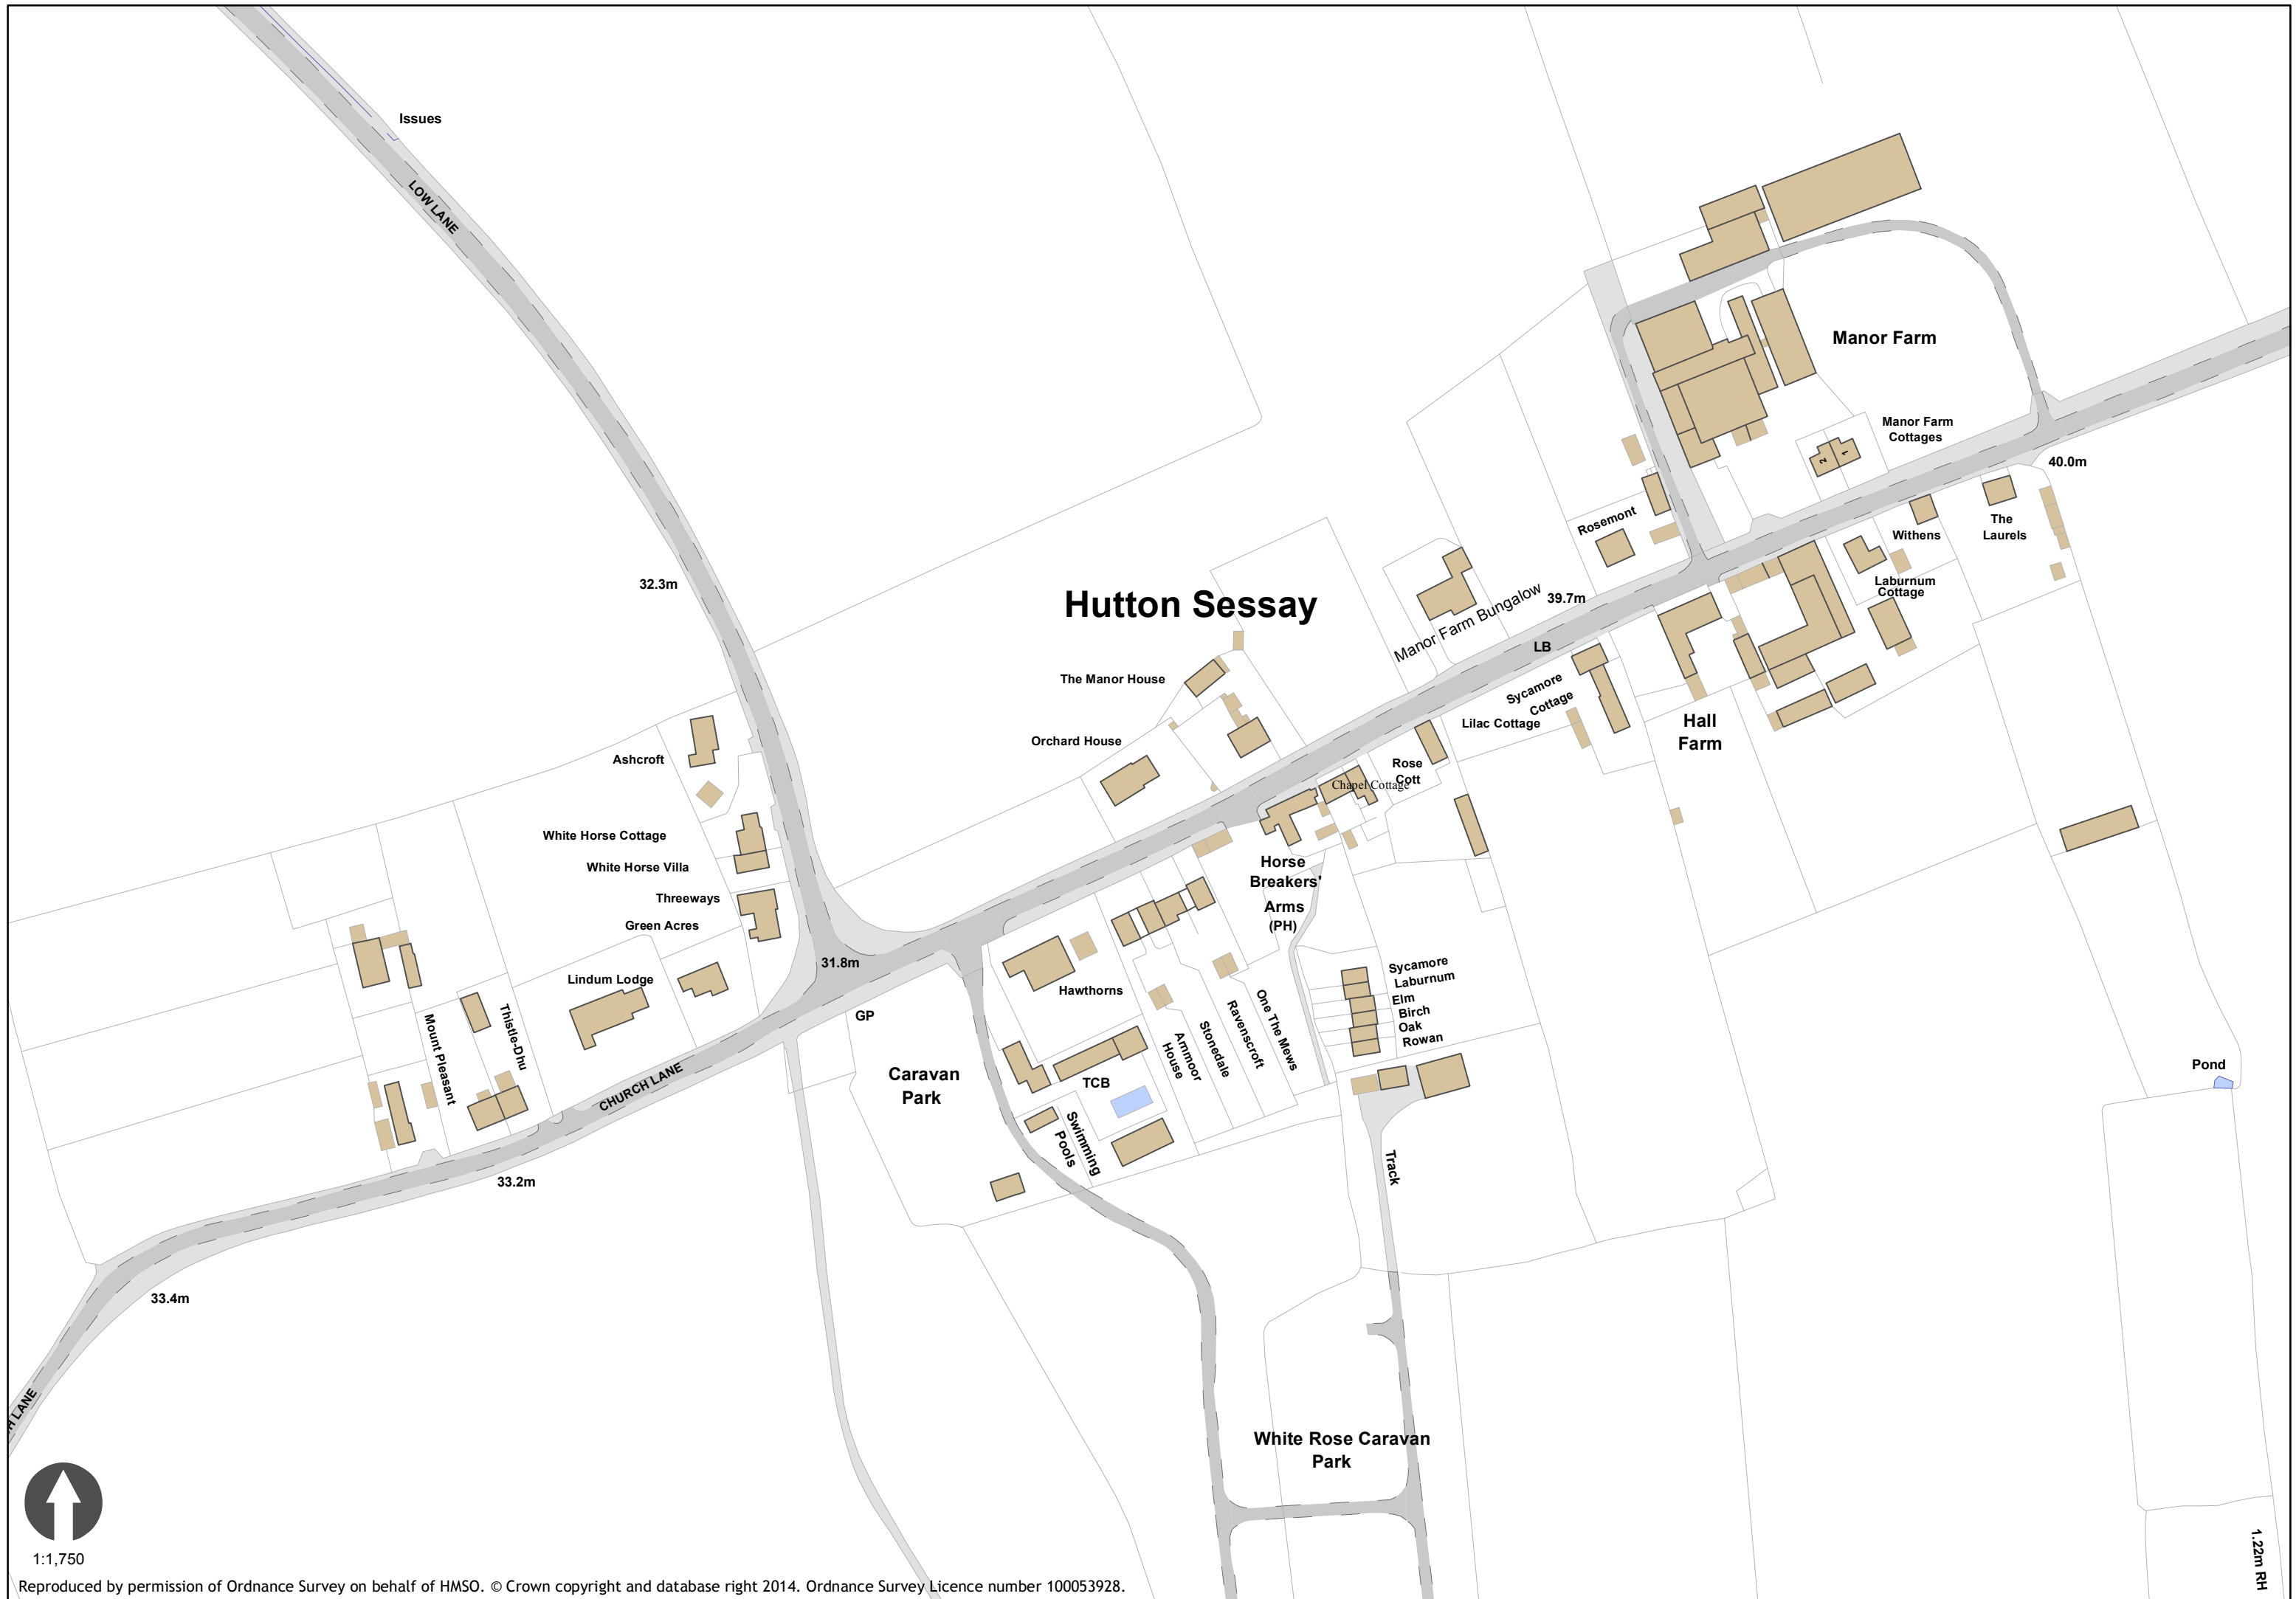 Issues
LOW LANE
Manor Farm
Manor Farm
Cottages
2
1
40.0m
Rosemont
The
Laurels
Withens
32.3m
Hutton Sessay
Manor Farm Bungalow
39.7m
Laburnum
Cottage
LB
The Manor House
Sycamore
Cottage
Lilac Cottage
Hall
Farm
Orchard House
Ashcroft
Rose
Cott
Chapel Cottage
White Horse Cottage
White Horse Villa
Horse
Breakers'
Arms
(PH)
Threeways
Green Acres
31.8m
Lindum Lodge
Hawthorns
Sycamore
Laburnum
Elm
Birch
Oak
Rowan
GP
Mount Pleasant
Thistle-Dhu
CHURCH LANE
Caravan
Park
TCB
Ammoor
House
Stonedale
Ravenscroft
One The Mews
Swimming
Pools
Pond
Track
33.2m
33.4m
H LANE
White Rose Caravan
Park
1.22m RH
1:1,750
Reproduced by permission of Ordnance Survey on behalf of HMSO. © Crown copyright and database right 2014. Ordnance Survey Licence number 100053928.